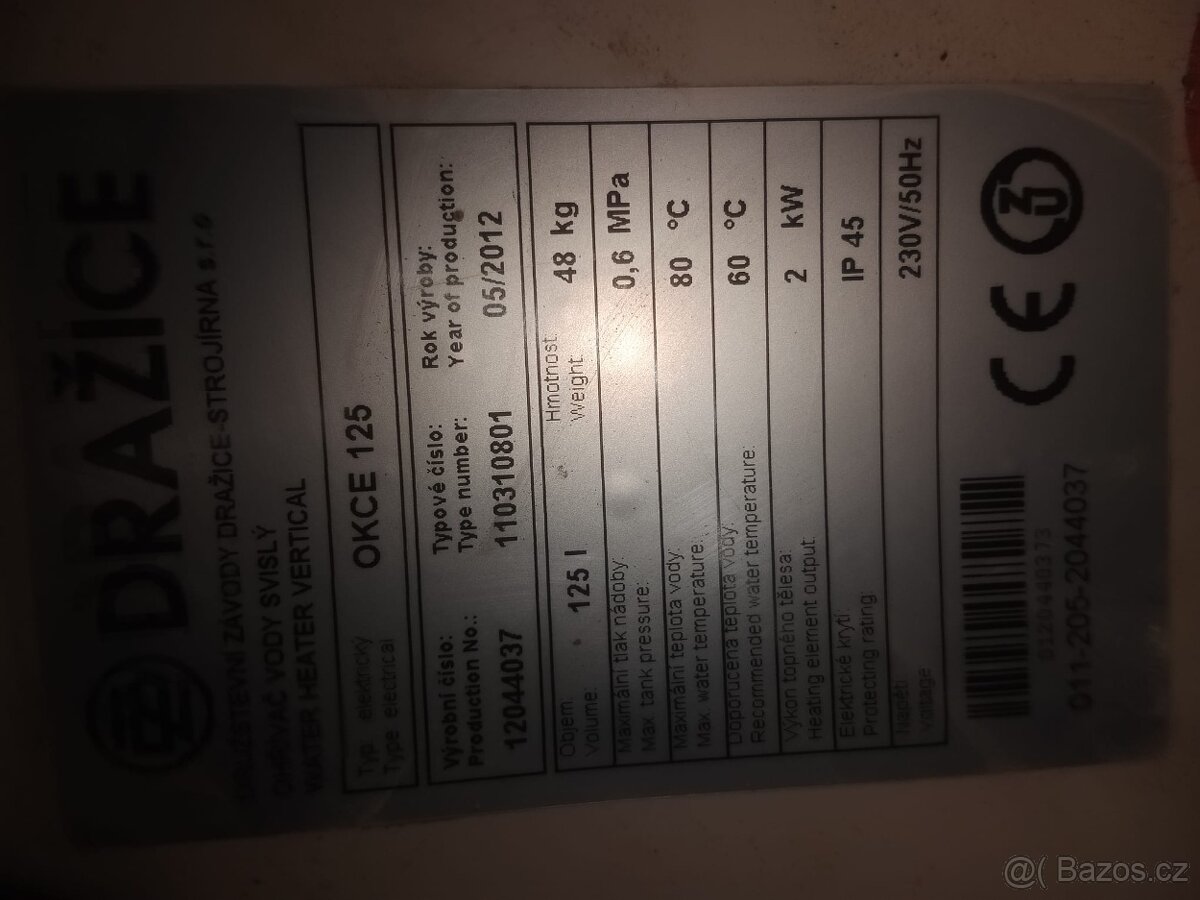 DRAŽICE
DRUŽSTEVNÍ ZÁVODY DRAŽICE-STROJÍRNA s.r.o
OHŘÍVAČ VODY SVISLÝ
WATER HEATER VERTICAL
Typ elektrický
Type electrical
OKCE 125
Výrobní číslo:
Production No.:
12044037
Typové číslo:
Type number:
110310801
Rok výroby:
Year of production:
05/2012
Objem:
Volume
125 l
Hmotnost
Weight
48 kg
Maximální tlak nádoby:
Max. tank pressure:
0,6 MPa
Maximální teplota vody:
Max. water temperature:
80 °C
Doporučená teplota vody:
Recommended water temperature:
60 °C
Výkon topného tělesa:
Heating element output:
2 kW
Elektrické krytí:
Protecting rating:
IP 45
Napětí
Voltage
230V/50Hz
CE
0120440373
011-205-2044037
@( Bazos.cz